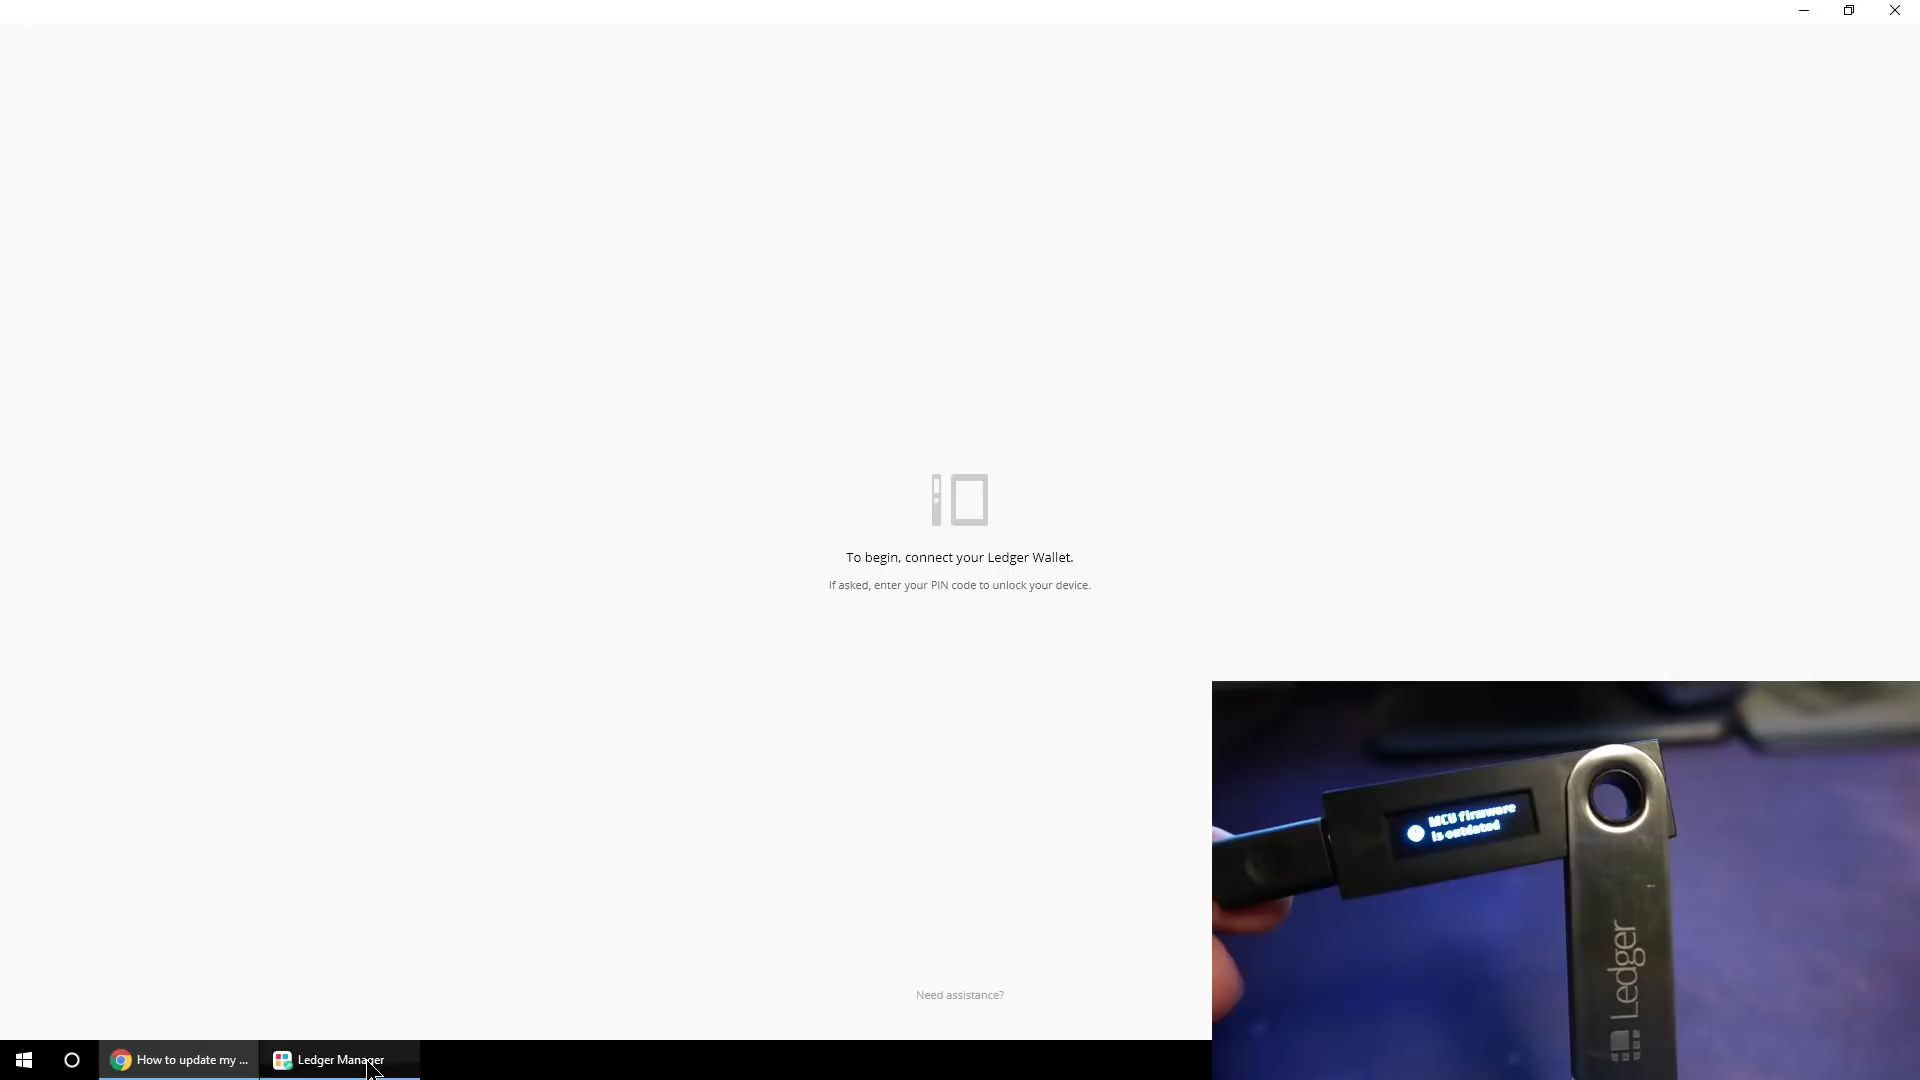 To begin, connect your Ledger Wallet.
If asked, enter your PIN code to unlock your device.
MCU firmware
is outdated
Ledger
Need assistance?
How to update my ...
Ledger Manager